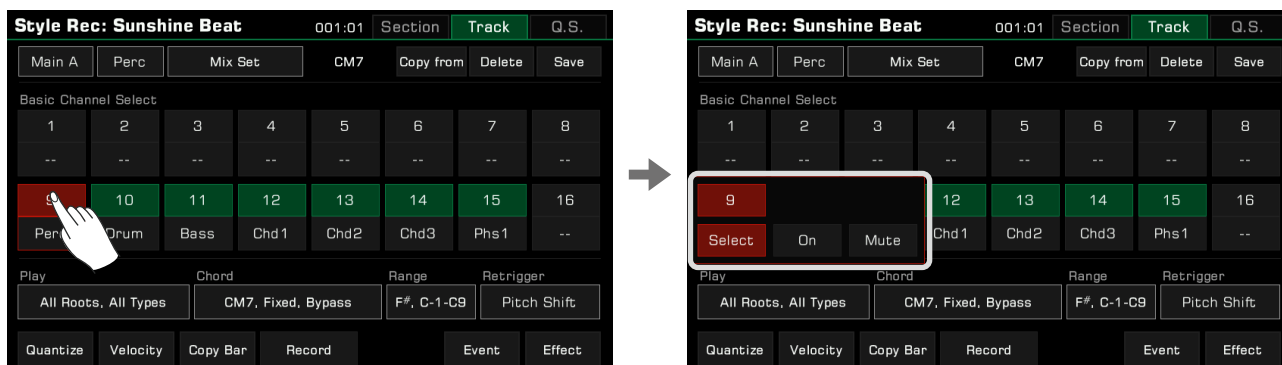 Style Rec: Sunshine Beat 001:01 Section Track Q.S.
Main A Perc Mix Set CM7 Copy from Delete Save
Basic Channel Select
1 2 3 4 5 6 7 8
-- -- -- -- -- -- -- --
9 10 11 12 13 14 15 16
Perc Drum Bass Chd1 Chd2 Chd3 Phs1 --
Play Chord Range Retrigger
All Roots, All Types CM7, Fixed, Bypass F#, C-1-C9 Pitch Shift
Quantize Velocity Copy Bar Record Event Effect
Style Rec: Sunshine Beat 001:01 Section Track Q.S.
Main A Perc Mix Set CM7 Copy from Delete Save
Basic Channel Select
1 2 3 4 5 6 7 8
-- -- -- -- -- -- -- --
9 12 13 14 15 16
Select On Mute Chd1 Chd2 Chd3 Phs1 --
Play Chord Range Retrigger
All Roots, All Types CM7, Fixed, Bypass F#, C-1-C9 Pitch Shift
Quantize Velocity Copy Bar Record Event Effect